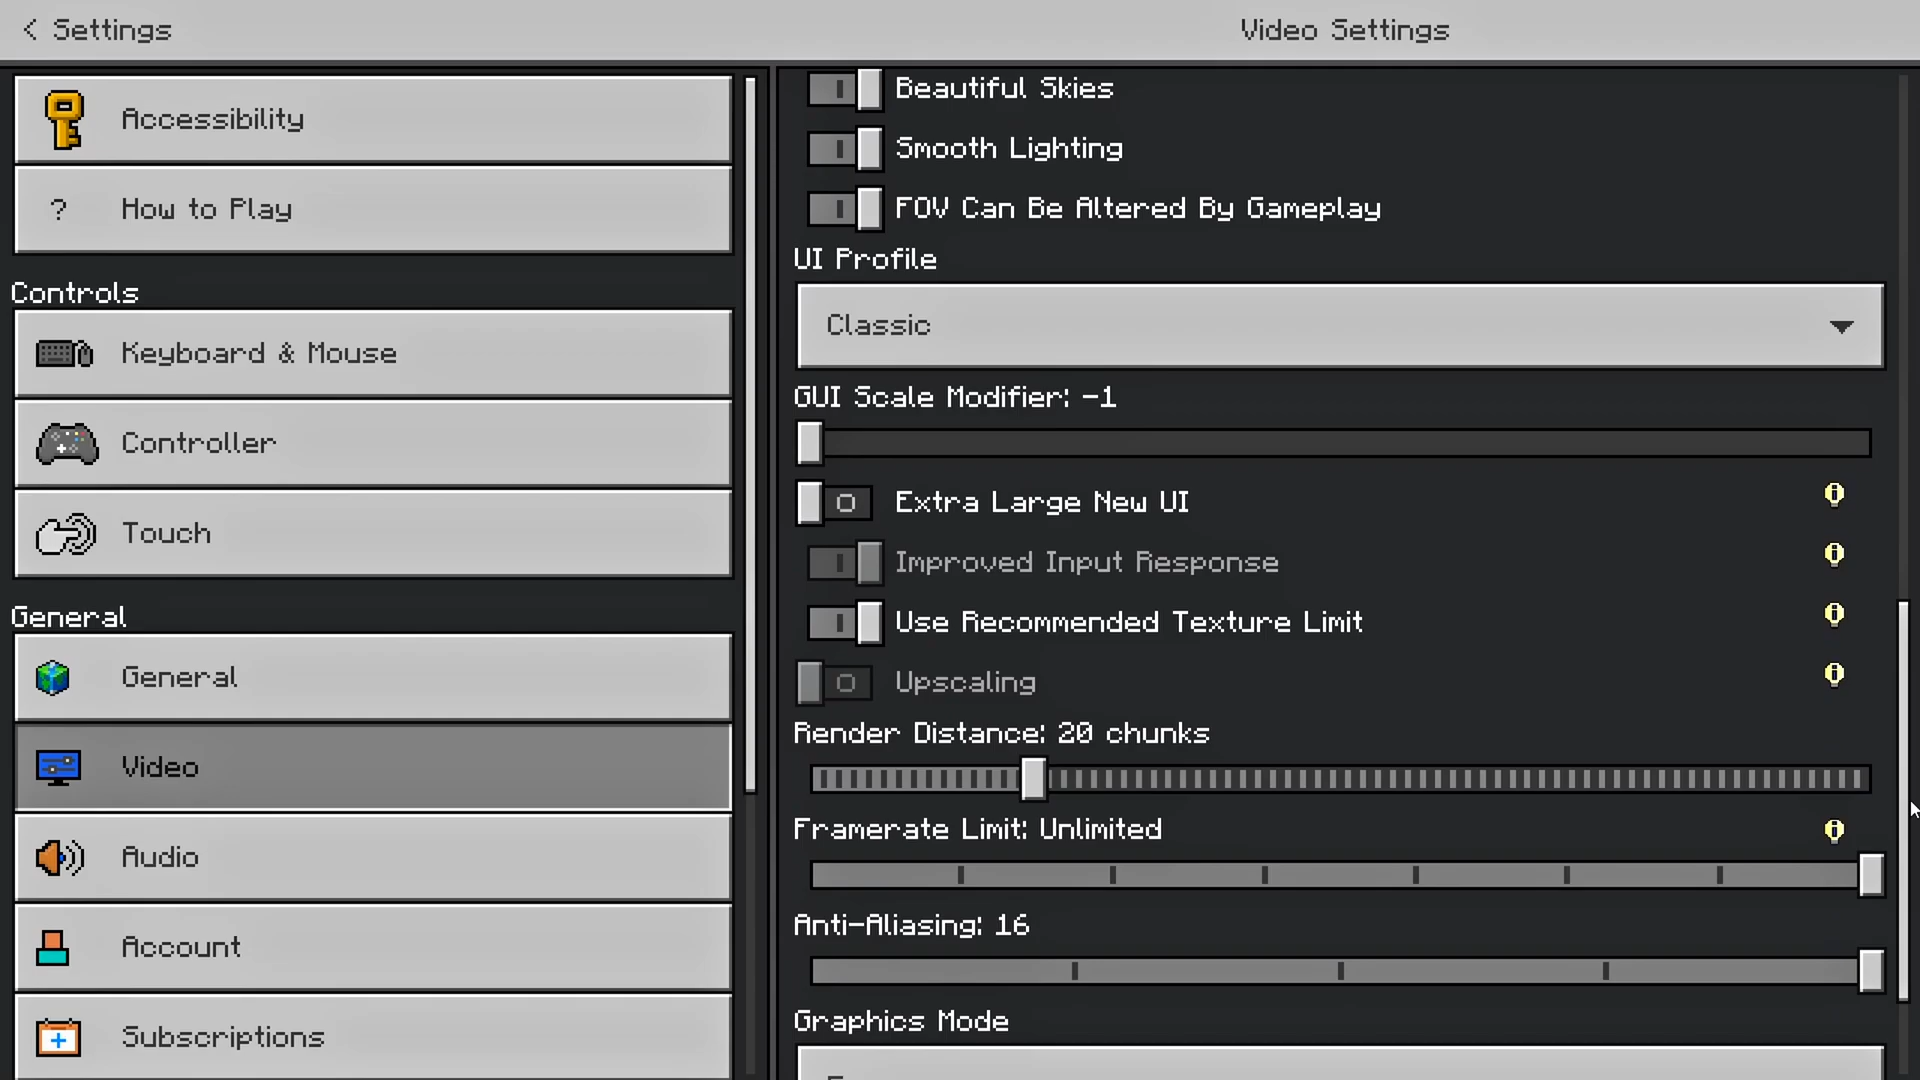 Settings
Video Settings
Accessibility
? How to Play
Controls
Keyboard & Mouse
Controller
Touch
General
General
Video
Audio
Account
Subscriptions
Beautiful Skies
Smooth Lighting
FOV Can Be Altered By Gameplay
UI Profile
Classic
GUI Scale Modifier: -1
Extra Large New UI
Improved Input Response
Use Recommended Texture Limit
Upscaling
Render Distance: 20 chunks
Framerate Limit: Unlimited
Anti-Aliasing: 16
Graphics Mode